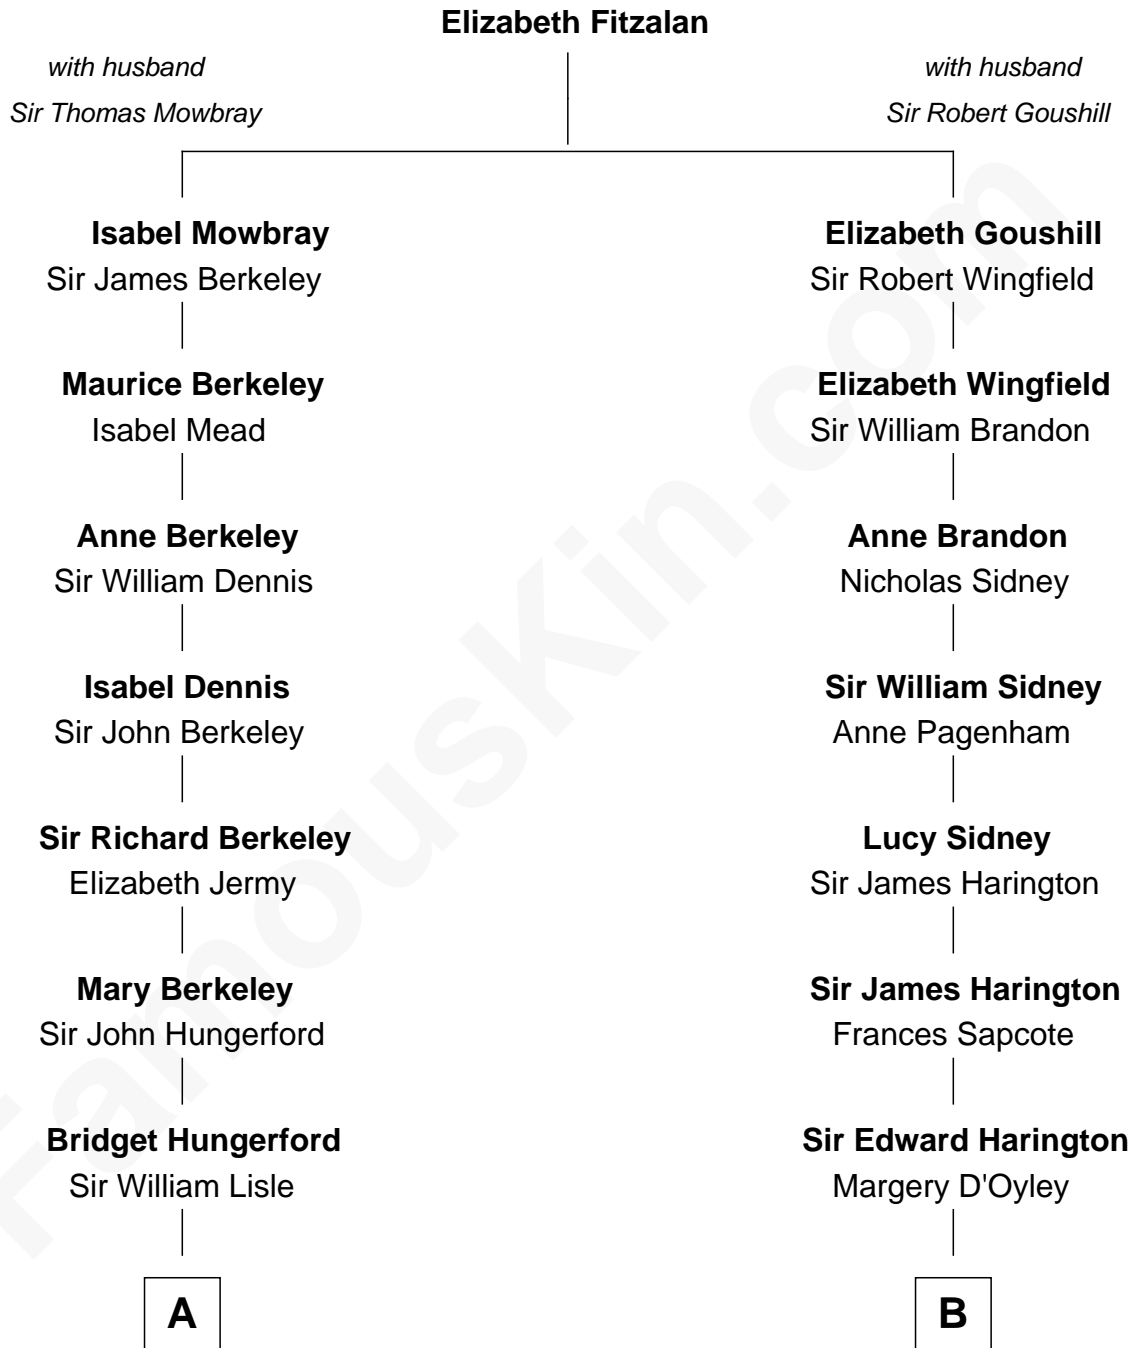 Elizabeth Fitzalan
with husband
Sir Thomas Mowbray
with husband
Sir Robert Goushill
Isabel Mowbray
Sir James Berkeley
Maurice Berkeley
Isabel Mead
Anne Berkeley
Sir William Dennis
Isabel Dennis
Sir John Berkeley
Sir Richard Berkeley
Elizabeth Jermy
Mary Berkeley
Sir John Hungerford
Bridget Hungerford
Sir William Lisle
A
Elizabeth Goushill
Sir Robert Wingfield
Elizabeth Wingfield
Sir William Brandon
Anne Brandon
Nicholas Sidney
Sir William Sidney
Anne Pagenham
Lucy Sidney
Sir James Harington
Sir James Harington
Frances Sapcote
Sir Edward Harington
Margery D'Oyley
B
FamousKin.com